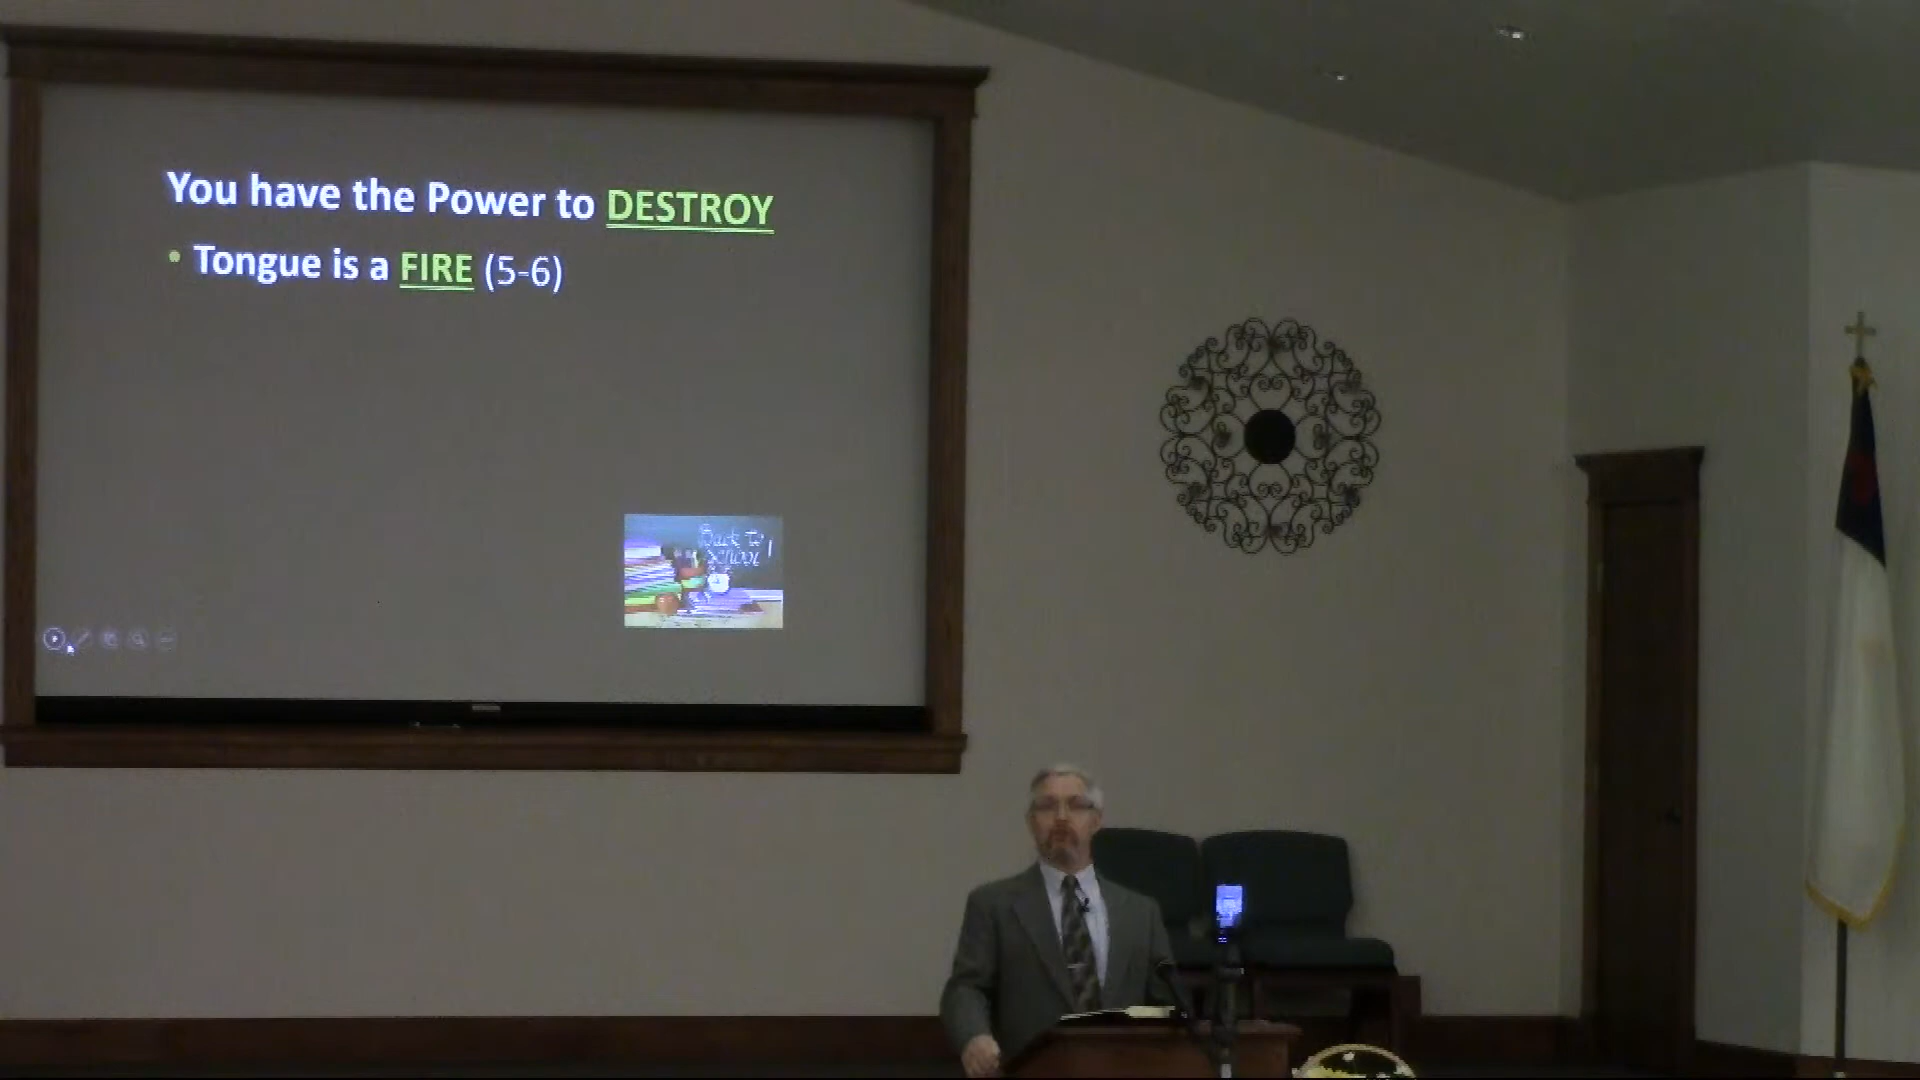 You have the Power to DESTROY
• Tongue is a FIRE (5-6)
Back To
School